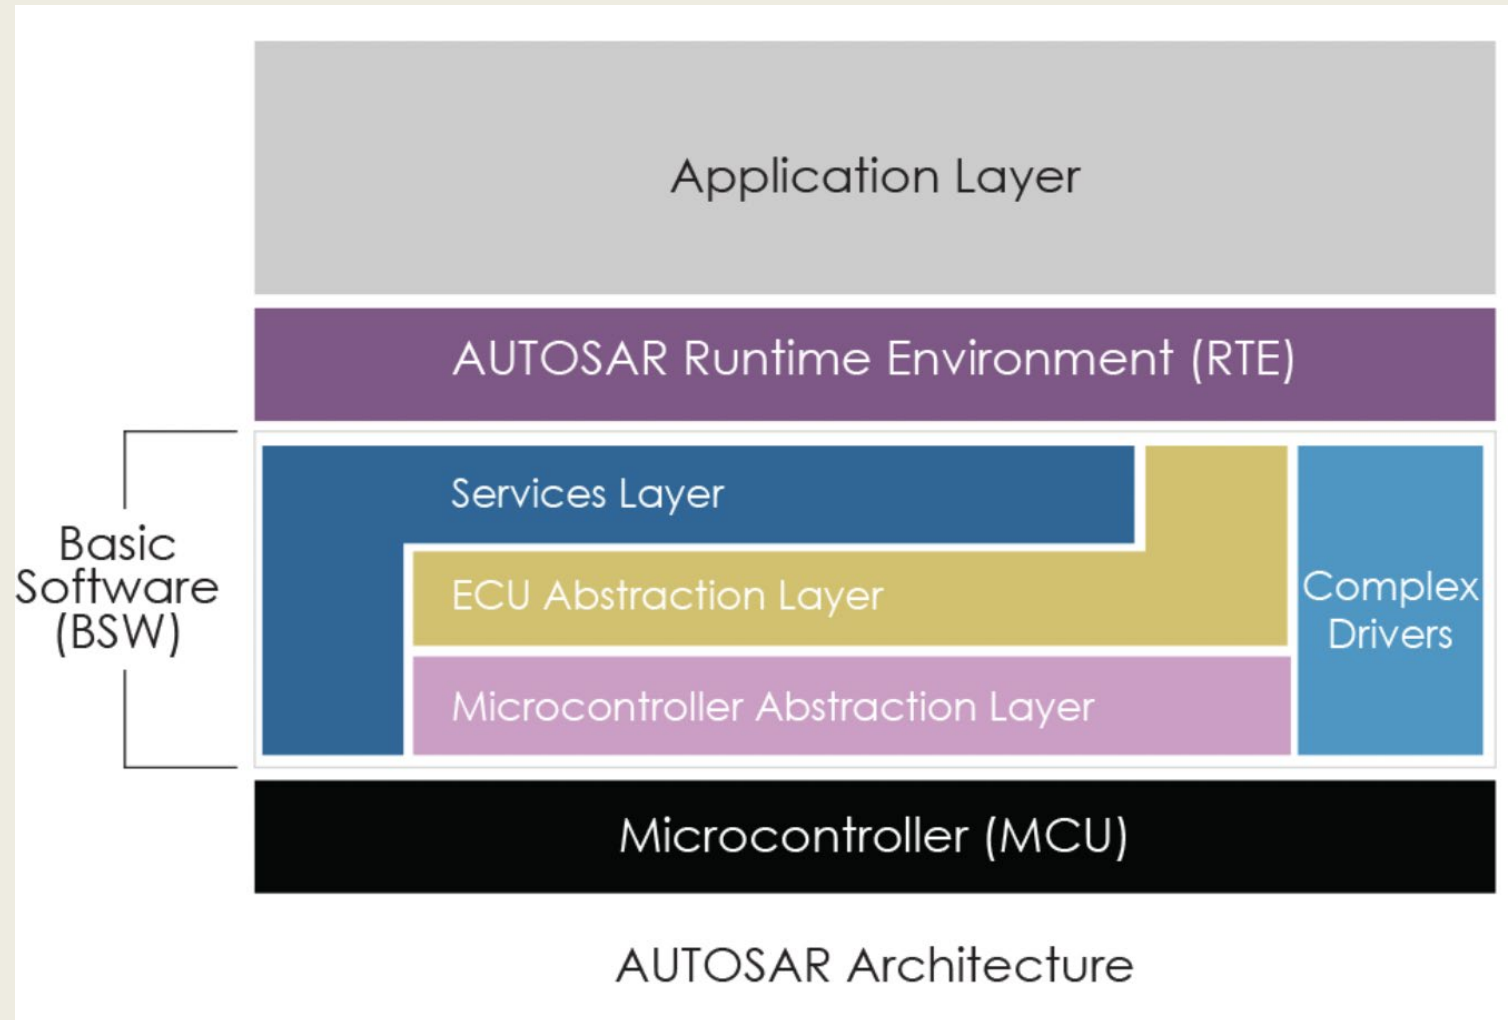 Application Layer
AUTOSAR Runtime Environment (RTE)
Basic
Software
(BSW)
Services Layer
ECU Abstraction Layer
Microcontroller Abstraction Layer
Complex
Drivers
Microcontroller (MCU)
AUTOSAR Architecture